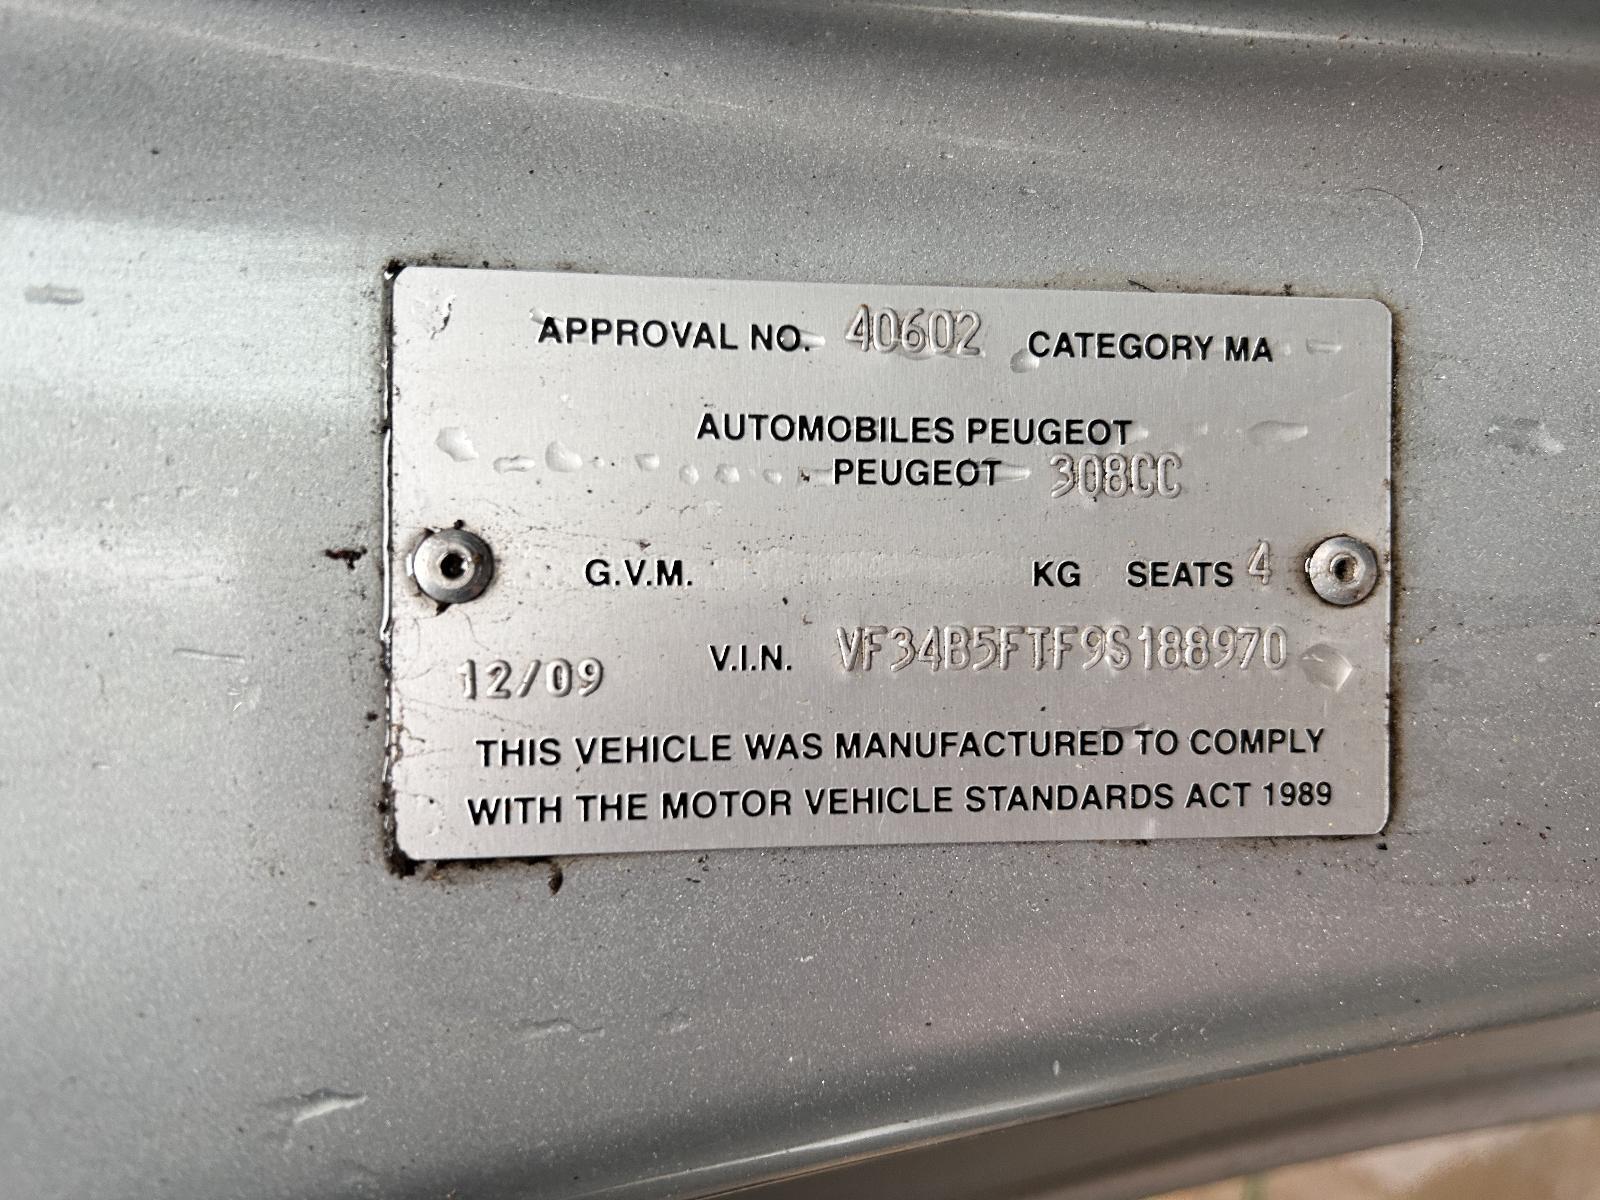 APPROVAL NO. 40602 CATEGORY MA
AUTOMOBILES PEUGEOT
PEUGEOT 308CC
G.V.M. KG SEATS 4
12/09 V.I.N. VF34B5FTF9S188970
THIS VEHICLE WAS MANUFACTURED TO COMPLY
WITH THE MOTOR VEHICLE STANDARDS ACT 1989